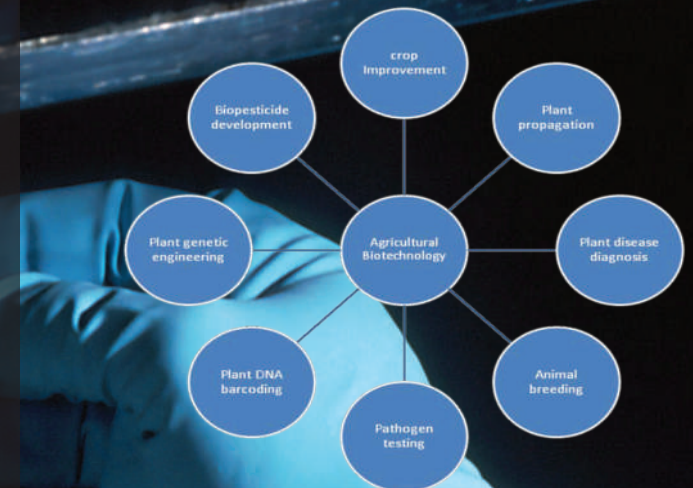 crop
Improvement
Biopesticide
development
Plant
propagation
Plant genetic
engineering
Agricultural
Biotechnology
Plant disease
diagnosis
Plant DNA
barcoding
Animal
breeding
Pathogen
testing